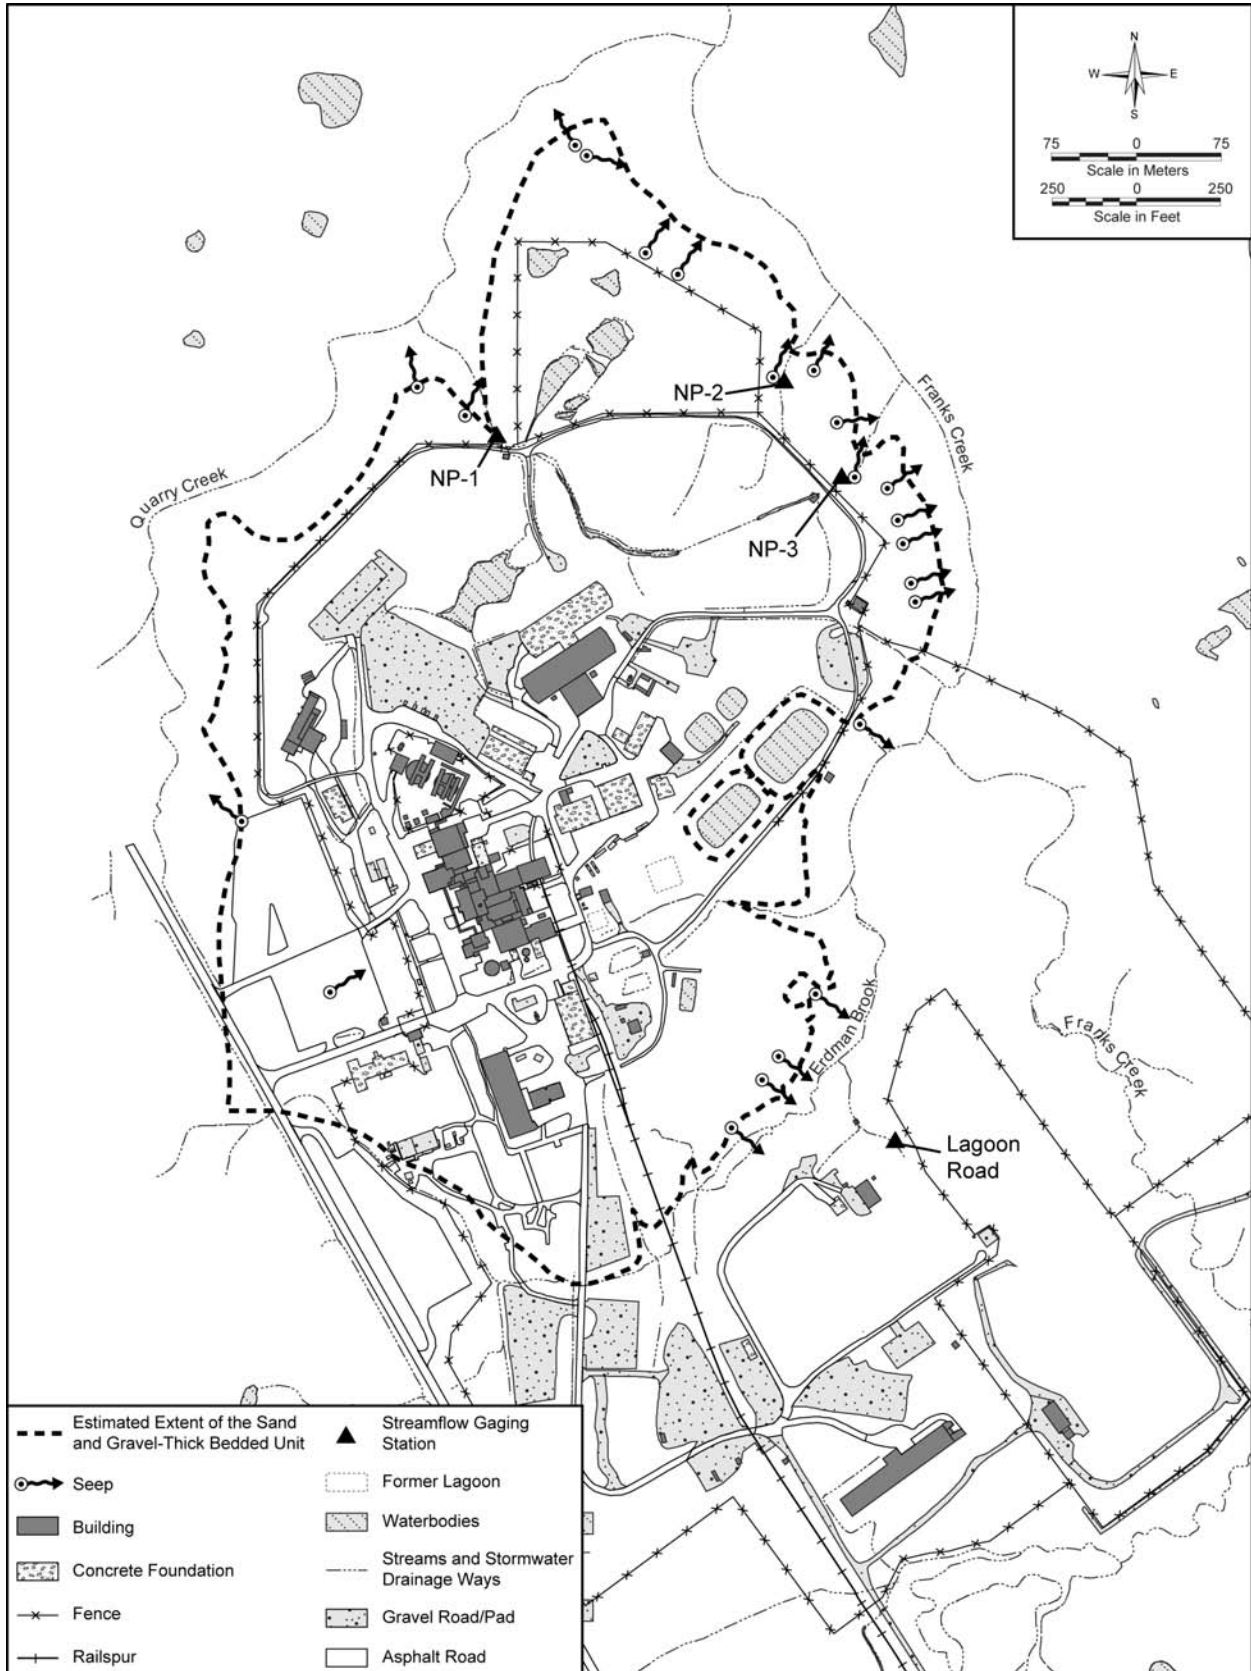 N
W E
S
75 0 75
Scale in Meters
250 0 250
Scale in Feet
NP-2
Franks Creek
NP-1
Quarry Creek
NP-3
Erdman Brook
Franks Creek
Lagoon
Road
Estimated Extent of the Sand
and Gravel-Thick Bedded Unit
Seep
Building
Concrete Foundation
Fence
Railspur
Streamflow Gaging
Station
Former Lagoon
Waterbodies
Streams and Stormwater
Drainage Ways
Gravel Road/Pad
Asphalt Road